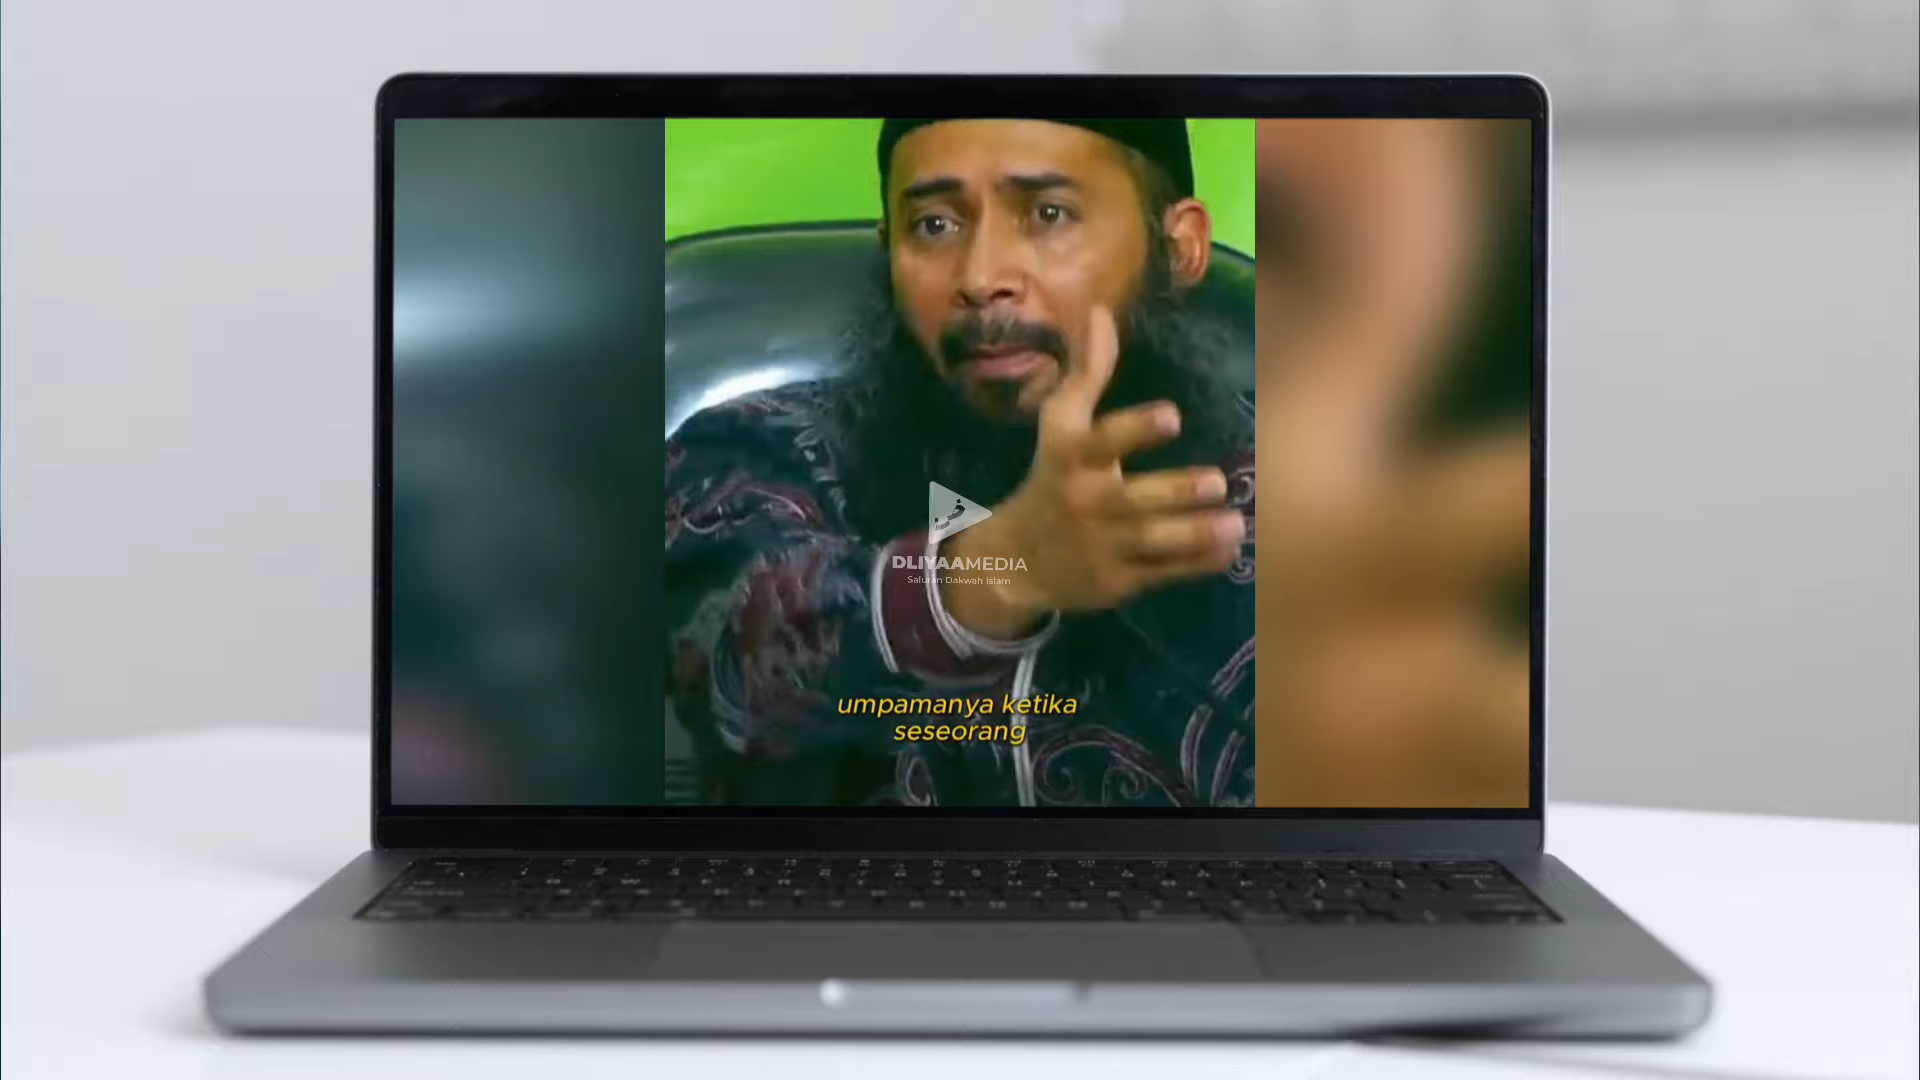 ض
DLIYAAMEDIA
Saluran Dakwah Islam
umpamanya ketika
seseorang